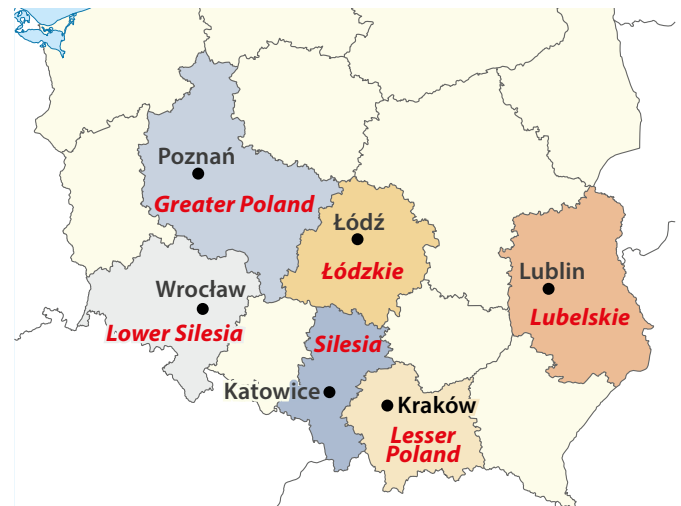 Poznań
Greater Poland
Łódź
Łódzkie
Lublin
Lubelskie
Wrocław
Lower Silesia
Silesia
Katowice
Kraków
Lesser
Poland